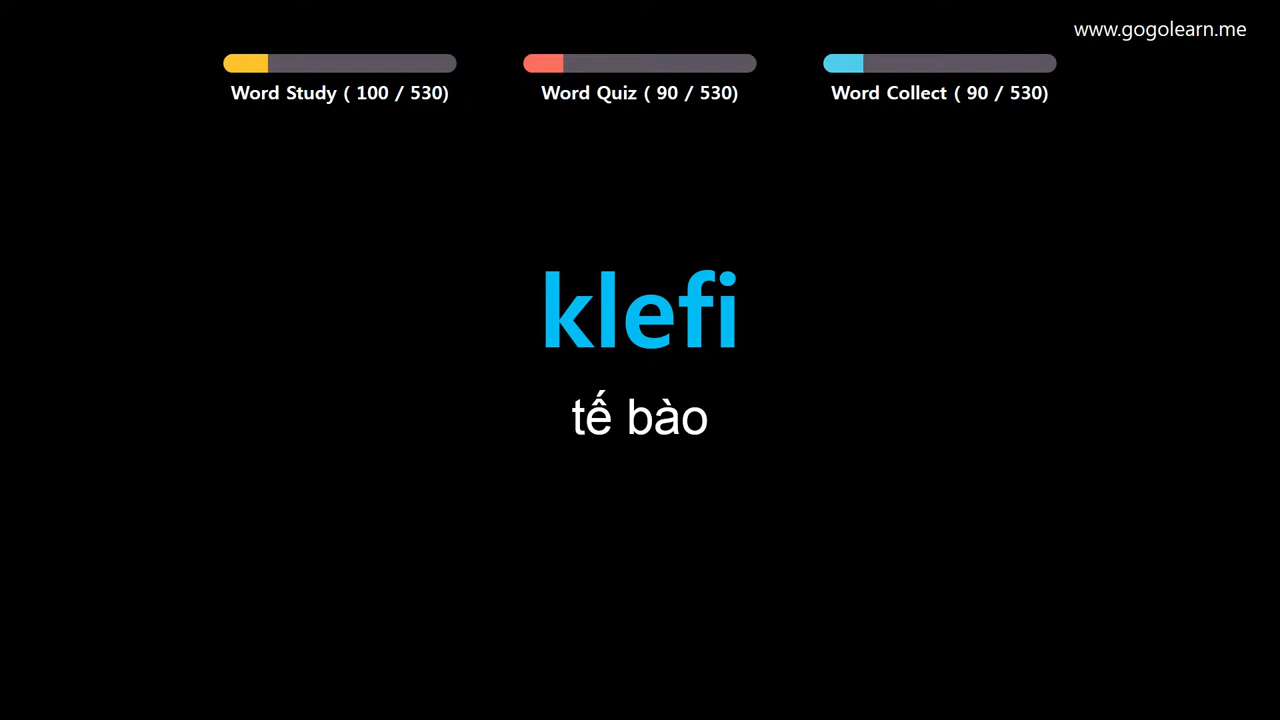 www.gogolearn.me
Word Study ( 100 / 530)
Word Quiz ( 90 / 530)
Word Collect ( 90 / 530)
klefi
tế bào